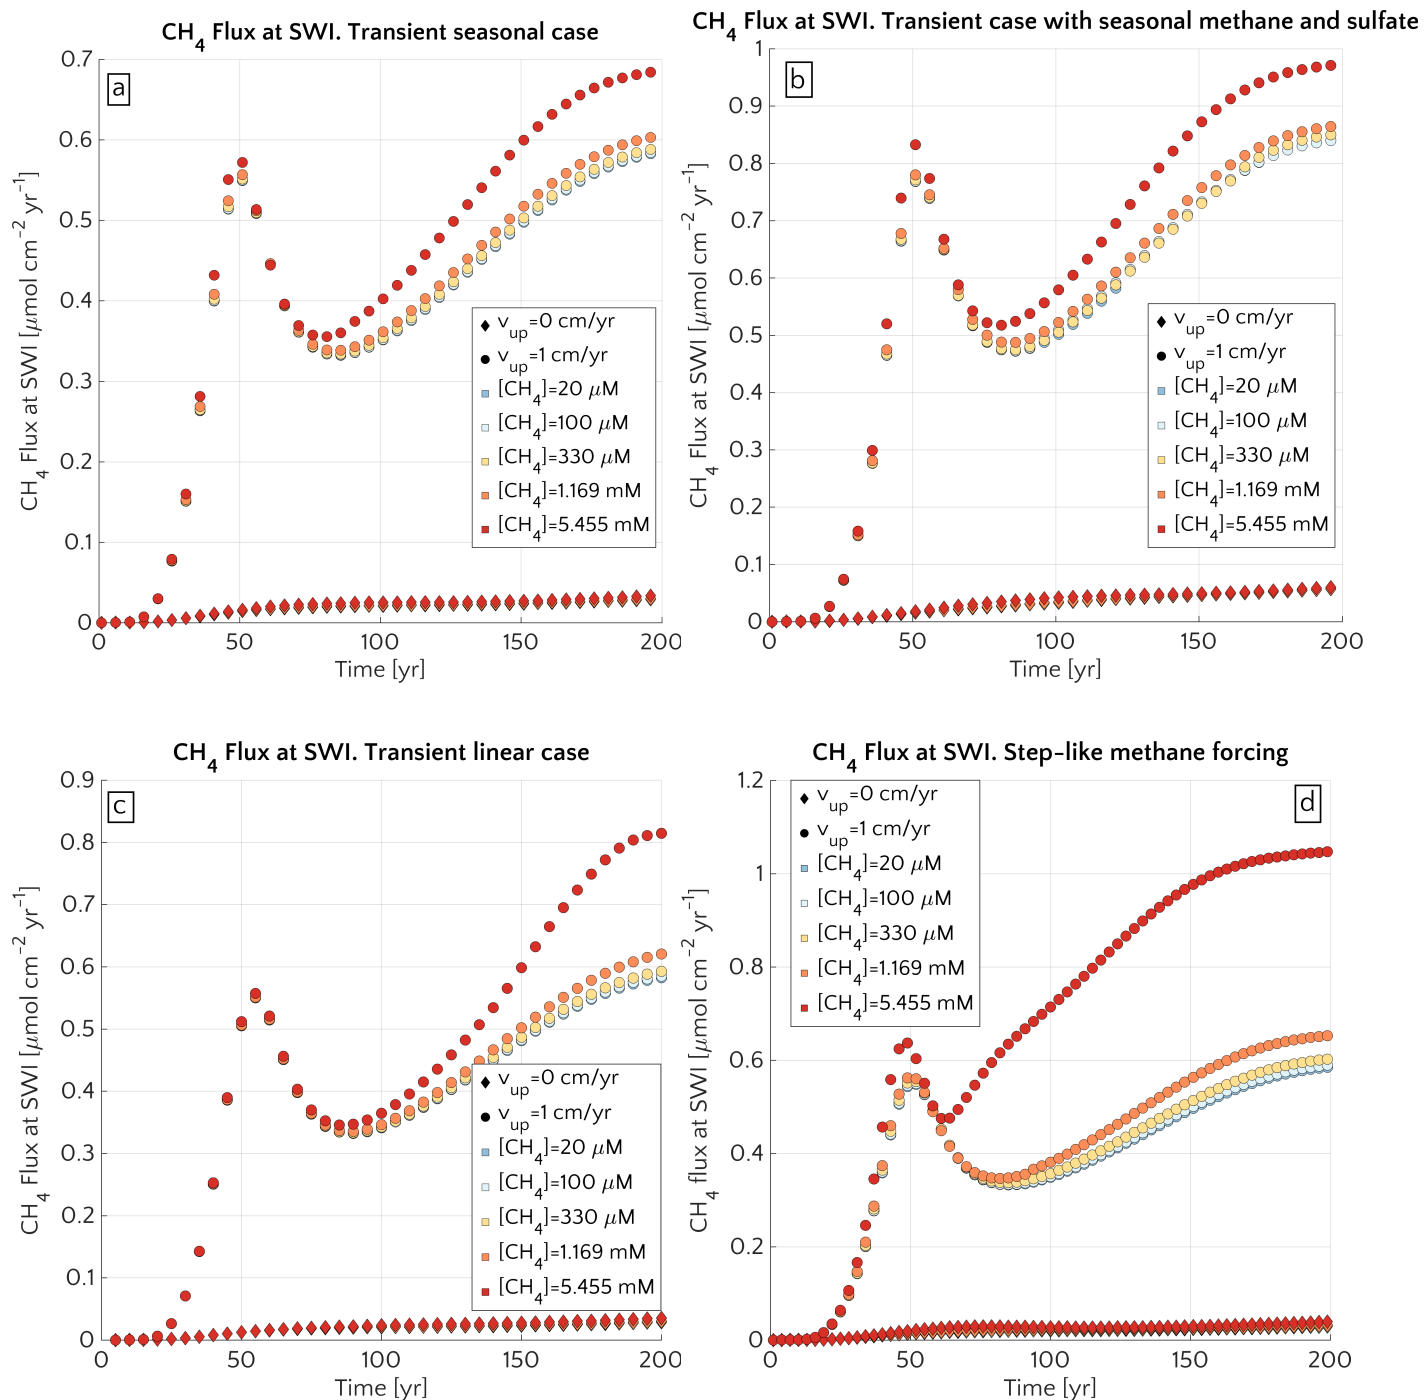 CH4 Flux at SWI. Transient seasonal case
a
0.7
0.6
0.5
0.4
0.3
0.2
0.1
0
CH4 Flux at SWI [μmol cm−2 yr−1]
vup=0 cm/yr
vup=1 cm/yr
[CH4]=20 μM
[CH4]=100 μM
[CH4]=330 μM
[CH4]=1.169 mM
[CH4]=5.455 mM
0 50 100 150 200
Time [yr]
CH4 Flux at SWI. Transient case with seasonal methane and sulfate
b
1
0.9
0.8
0.7
0.6
0.5
0.4
0.3
0.2
0.1
0
CH4 Flux at SWI [μmol cm−2 yr−1]
vup=0 cm/yr
vup=1 cm/yr
[CH4]=20 μM
[CH4]=100 μM
[CH4]=330 μM
[CH4]=1.169 mM
[CH4]=5.455 mM
0 50 100 150 200
Time [yr]
CH4 Flux at SWI. Transient linear case
c
0.9
0.8
0.7
0.6
0.5
0.4
0.3
0.2
0.1
0
CH4 Flux at SWI [μmol cm−2 yr−1]
vup=0 cm/yr
vup=1 cm/yr
[CH4]=20 μM
[CH4]=100 μM
[CH4]=330 μM
[CH4]=1.169 mM
[CH4]=5.455 mM
0 50 100 150 200
Time [yr]
CH4 Flux at SWI. Step-like methane forcing
d
1.2
1
0.8
0.6
0.4
0.2
0
CH4 flux at SWI [μmol cm−2 yr−1]
vup=0 cm/yr
vup=1 cm/yr
[CH4]=20 μM
[CH4]=100 μM
[CH4]=330 μM
[CH4]=1.169 mM
[CH4]=5.455 mM
0 50 100 150 200
Time [yr]